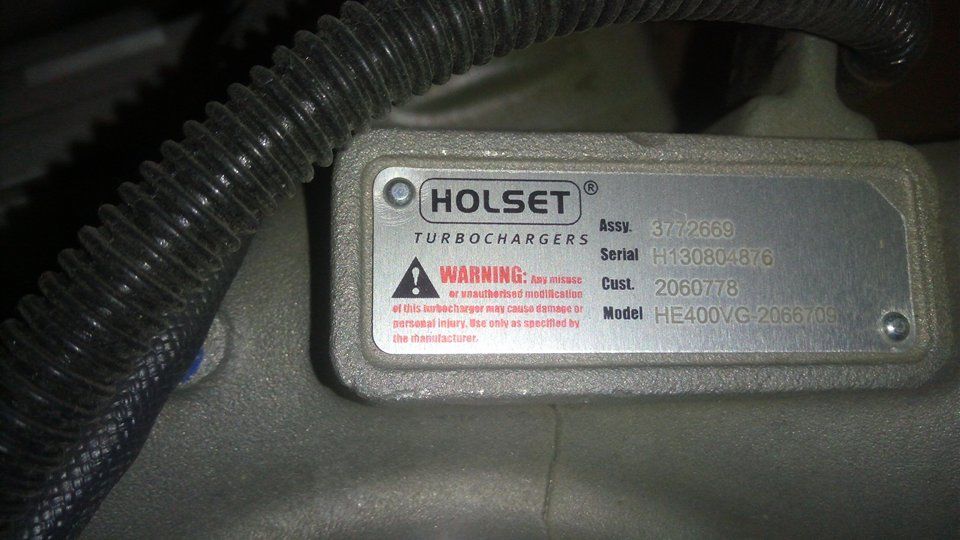 HOLSET®
TURBOCHARGERS
WARNING: Any misuse
or unauthorised modification
of this turbocharger may cause damage or
personal injury. Use only as specified by
the manufacturer.
Assy. 3772669
Serial H130804876
Cust. 2060778
Model HE400VG-2066709